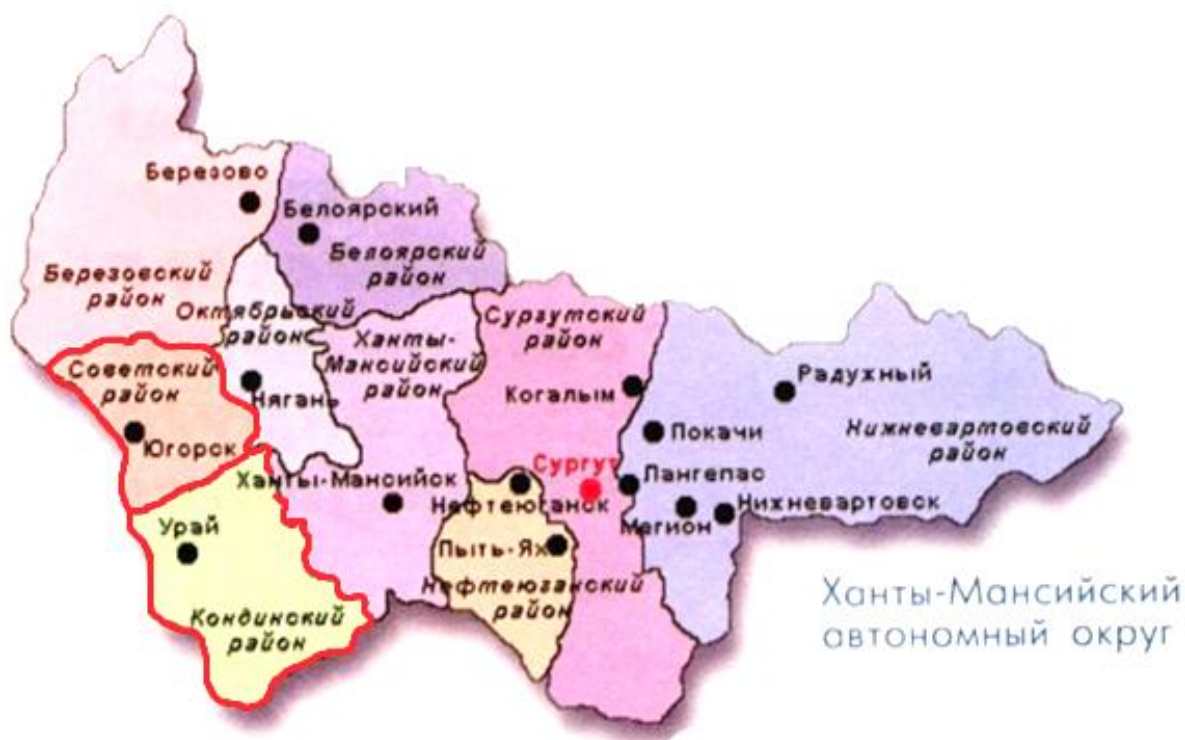 Березово
Белоярский
Белоярский
район
Березовский
район
Октябрьский
район
Сургутский
район
Ханты-
Мансийский
район
Советский
район
Радужный
Нягань
Когалым
Югорск
Покачи
Нижневартовский
район
Сургут
Лангепас
Ханты-Мансийск
Нефтеюганск
Нижневартовск
Мегион
Урай
Пыть-Ях
Нефтеюганский
район
Кондинский
район
Ханты-Мансийский
автономный округ